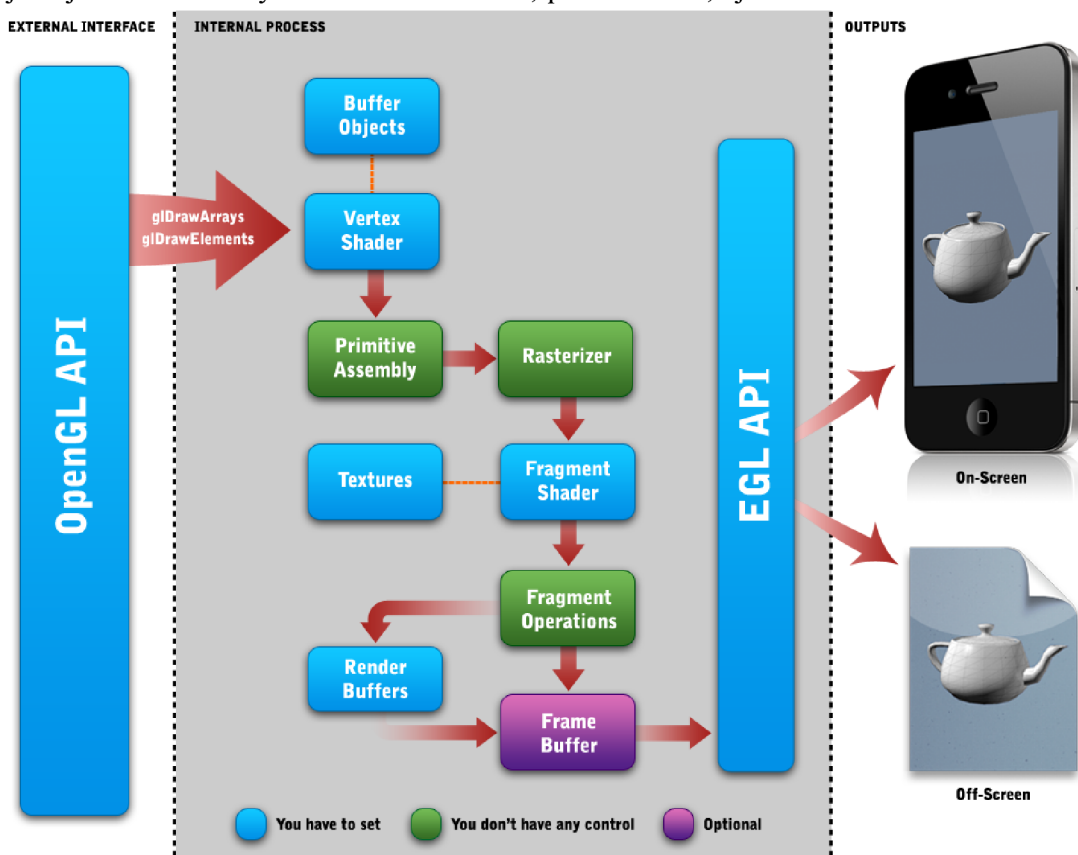 EXTERNAL INTERFACE
INTERNAL PROCESS
OUTPUTS
OpenGL API
glDrawArrays
glDrawElements
Buffer
Objects
Vertex
Shader
Primitive
Assembly
Rasterizer
Textures
Fragment
Shader
Fragment
Operations
Render
Buffers
Frame
Buffer
EGL API
On-Screen
Off-Screen
You have to set
You don't have any control
Optional